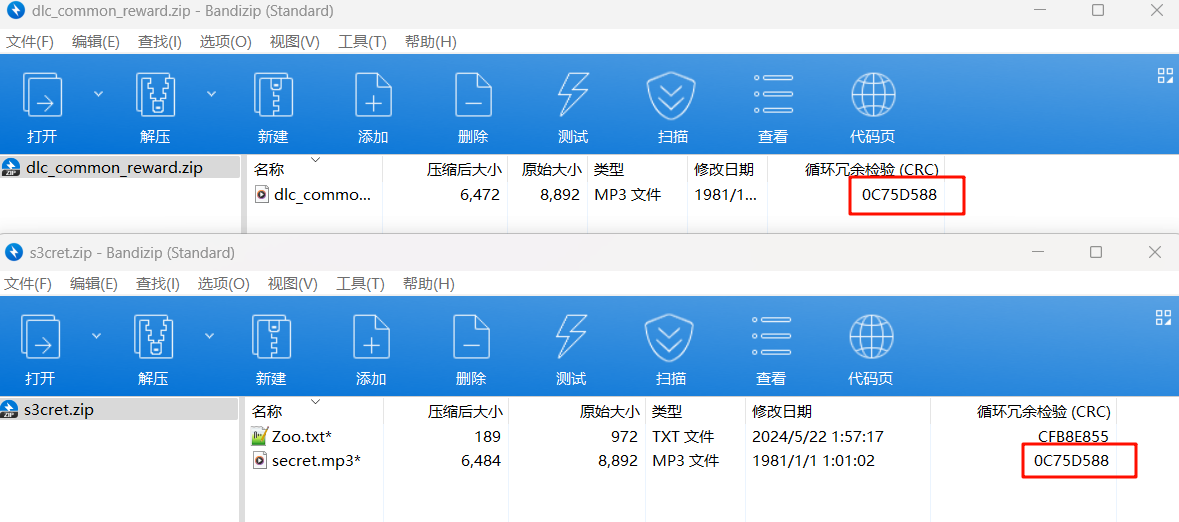 dlc_common_reward.zip - Bandizip (Standard)
文件(F) 编辑(E) 查找(I) 选项(O) 视图(V) 工具(T) 帮助(H)
打开 解压 新建 添加 删除 测试 扫描 查看 代码页
dlc_common_reward.zip 名称 压缩后大小 原始大小 类型 修改日期 循环冗余检验 (CRC)
dlc_commo... 6,472 8,892 MP3 文件 1981/1... 0C75D588
s3cret.zip - Bandizip (Standard)
文件(F) 编辑(E) 查找(I) 选项(O) 视图(V) 工具(T) 帮助(H)
打开 解压 新建 添加 删除 测试 扫描 查看 代码页
s3cret.zip 名称 压缩后大小 原始大小 类型 修改日期 循环冗余检验 (CRC)
Zoo.txt* 189 972 TXT 文件 2024/5/22 1:57:17 CFB8E855
secret.mp3* 6,484 8,892 MP3 文件 1981/1/1 1:01:02 0C75D588